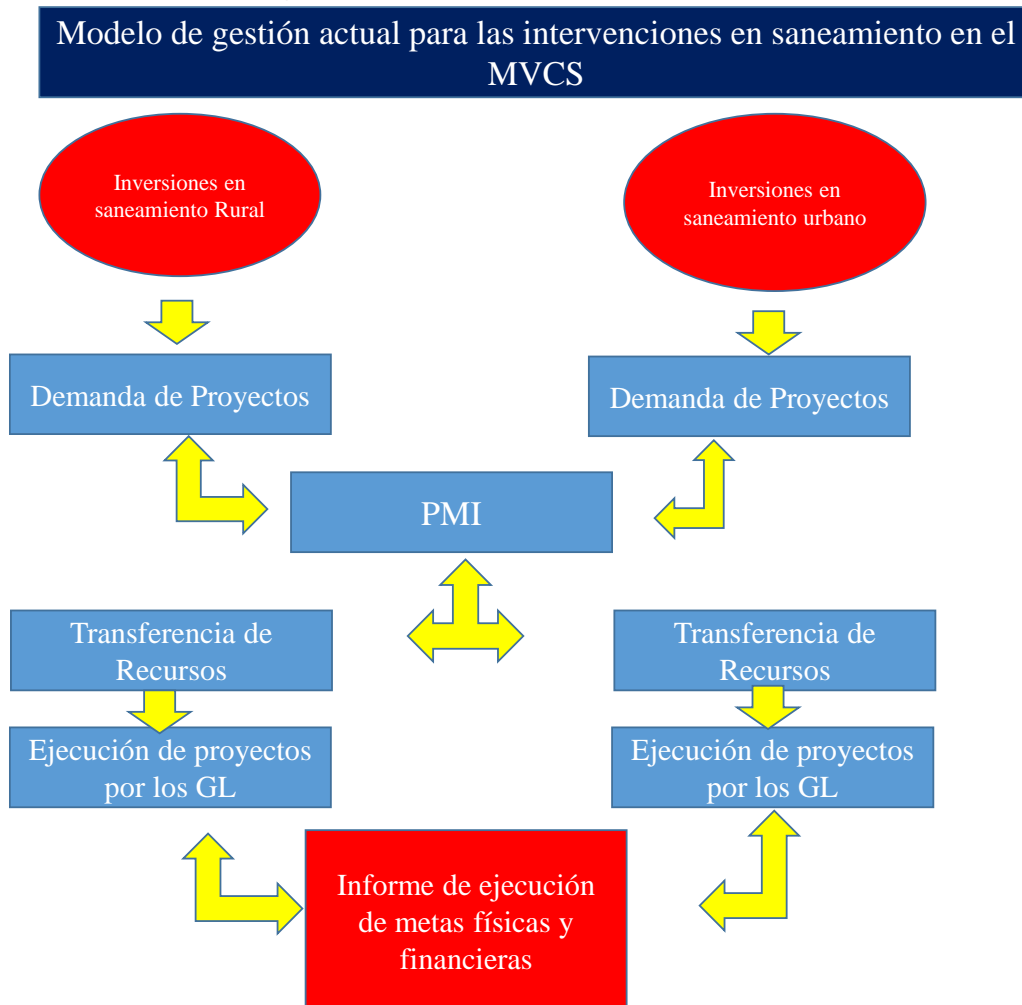 Modelo de gestión actual para las intervenciones en saneamiento en el
MVCS
Inversiones en
saneamiento Rural
Inversiones en
saneamiento urbano
Demanda de Proyectos
Demanda de Proyectos
PMI
Transferencia de
Recursos
Transferencia de
Recursos
Ejecución de proyectos
por los GL
Ejecución de proyectos
por los GL
Informe de ejecución
de metas físicas y
financieras